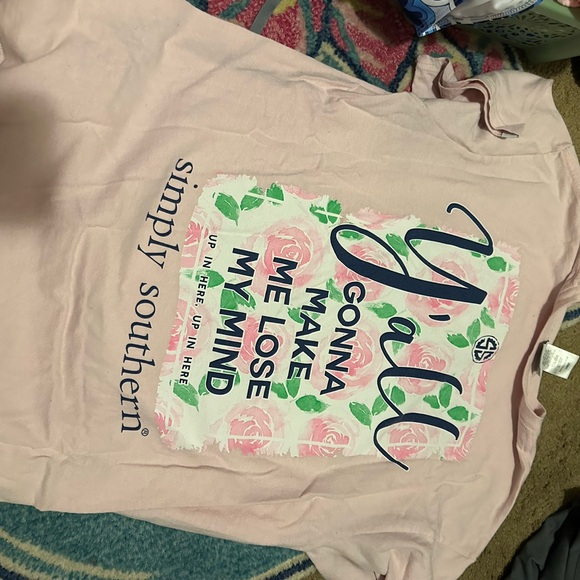 Y'all
GONNA
MAKE
ME LOSE
MY MIND
UP IN HERE, UP IN HERE
simply southern®